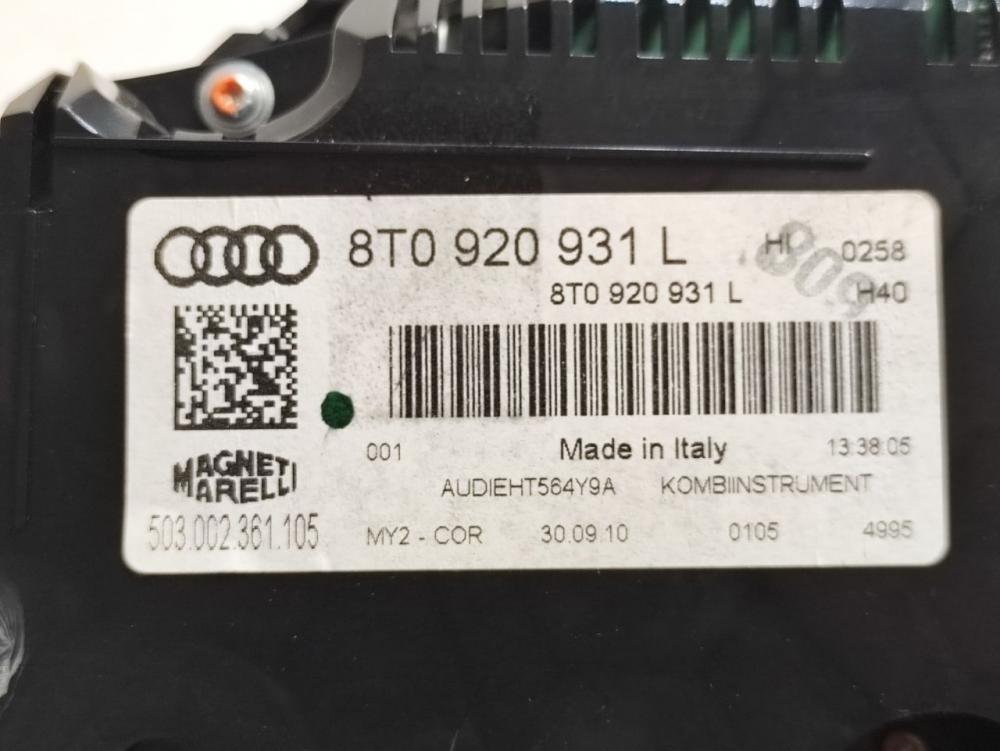 8T0 920 931 L
HI 0258
8T0 920 931 L H40
809
001 Made in Italy 13:38:05
MAGNETI
MARELLI
AUDIEHT564Y9A KOMBIINSTRUMENT
503.002.361.105 MY2 - COR 30.09.10 0105 4995